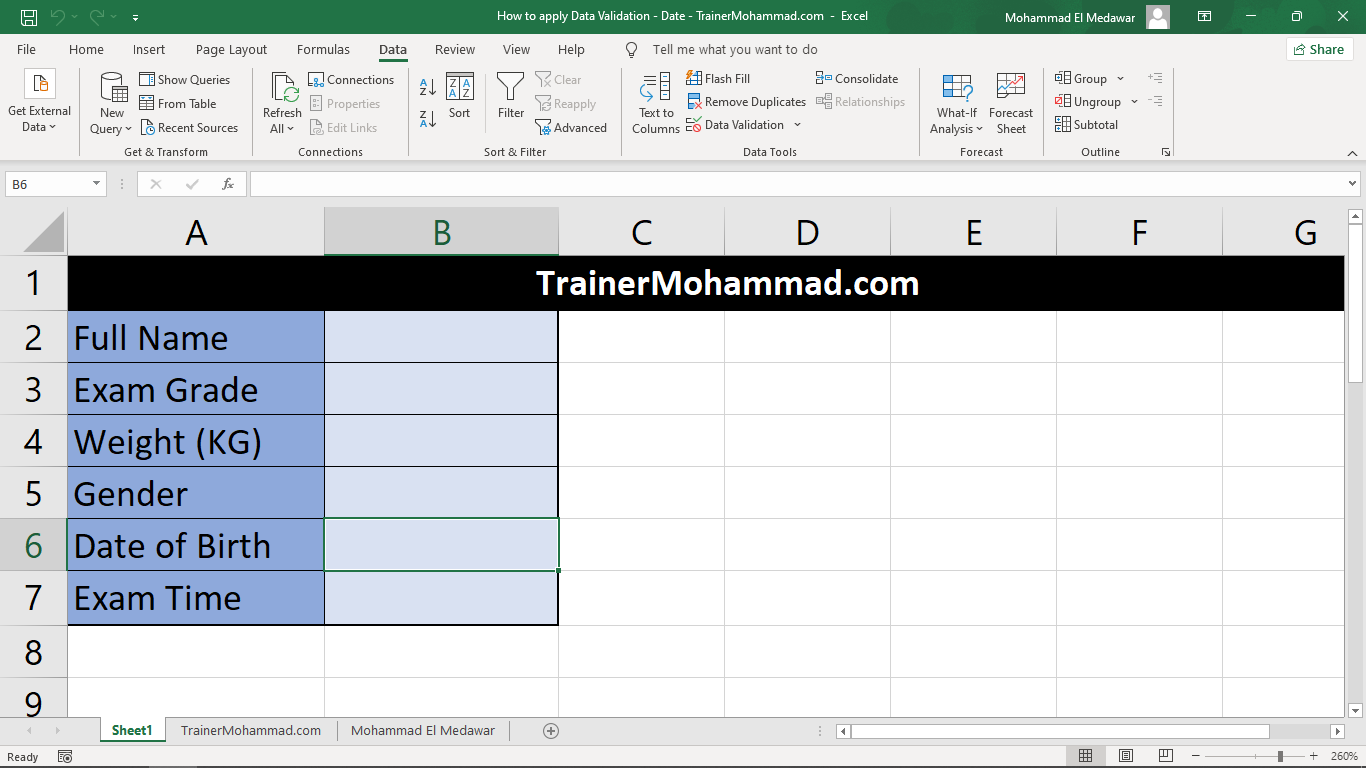 How to apply Data Validation - Date - TrainerMohammad.com - Excel
Mohammad El Medawar
File Home Insert Page Layout Formulas Data Review View Help Tell me what you want to do Share
Get External Data
New Query
Show Queries
From Table
Recent Sources
Get & Transform
Refresh All
Connections
Properties
Edit Links
Connections
Sort
Filter
Clear
Reapply
Advanced
Sort & Filter
Text to Columns
Flash Fill
Remove Duplicates
Data Validation
Consolidate
Relationships
Data Tools
What-If Analysis
Forecast Sheet
Forecast
Group
Ungroup
Subtotal
Outline
B6 fx
A B C D E F G
1 TrainerMohammad.com
2 Full Name
3 Exam Grade
4 Weight (KG)
5 Gender
6 Date of Birth
7 Exam Time
8
9
Sheet1 TrainerMohammad.com Mohammad El Medawar
Ready 260%